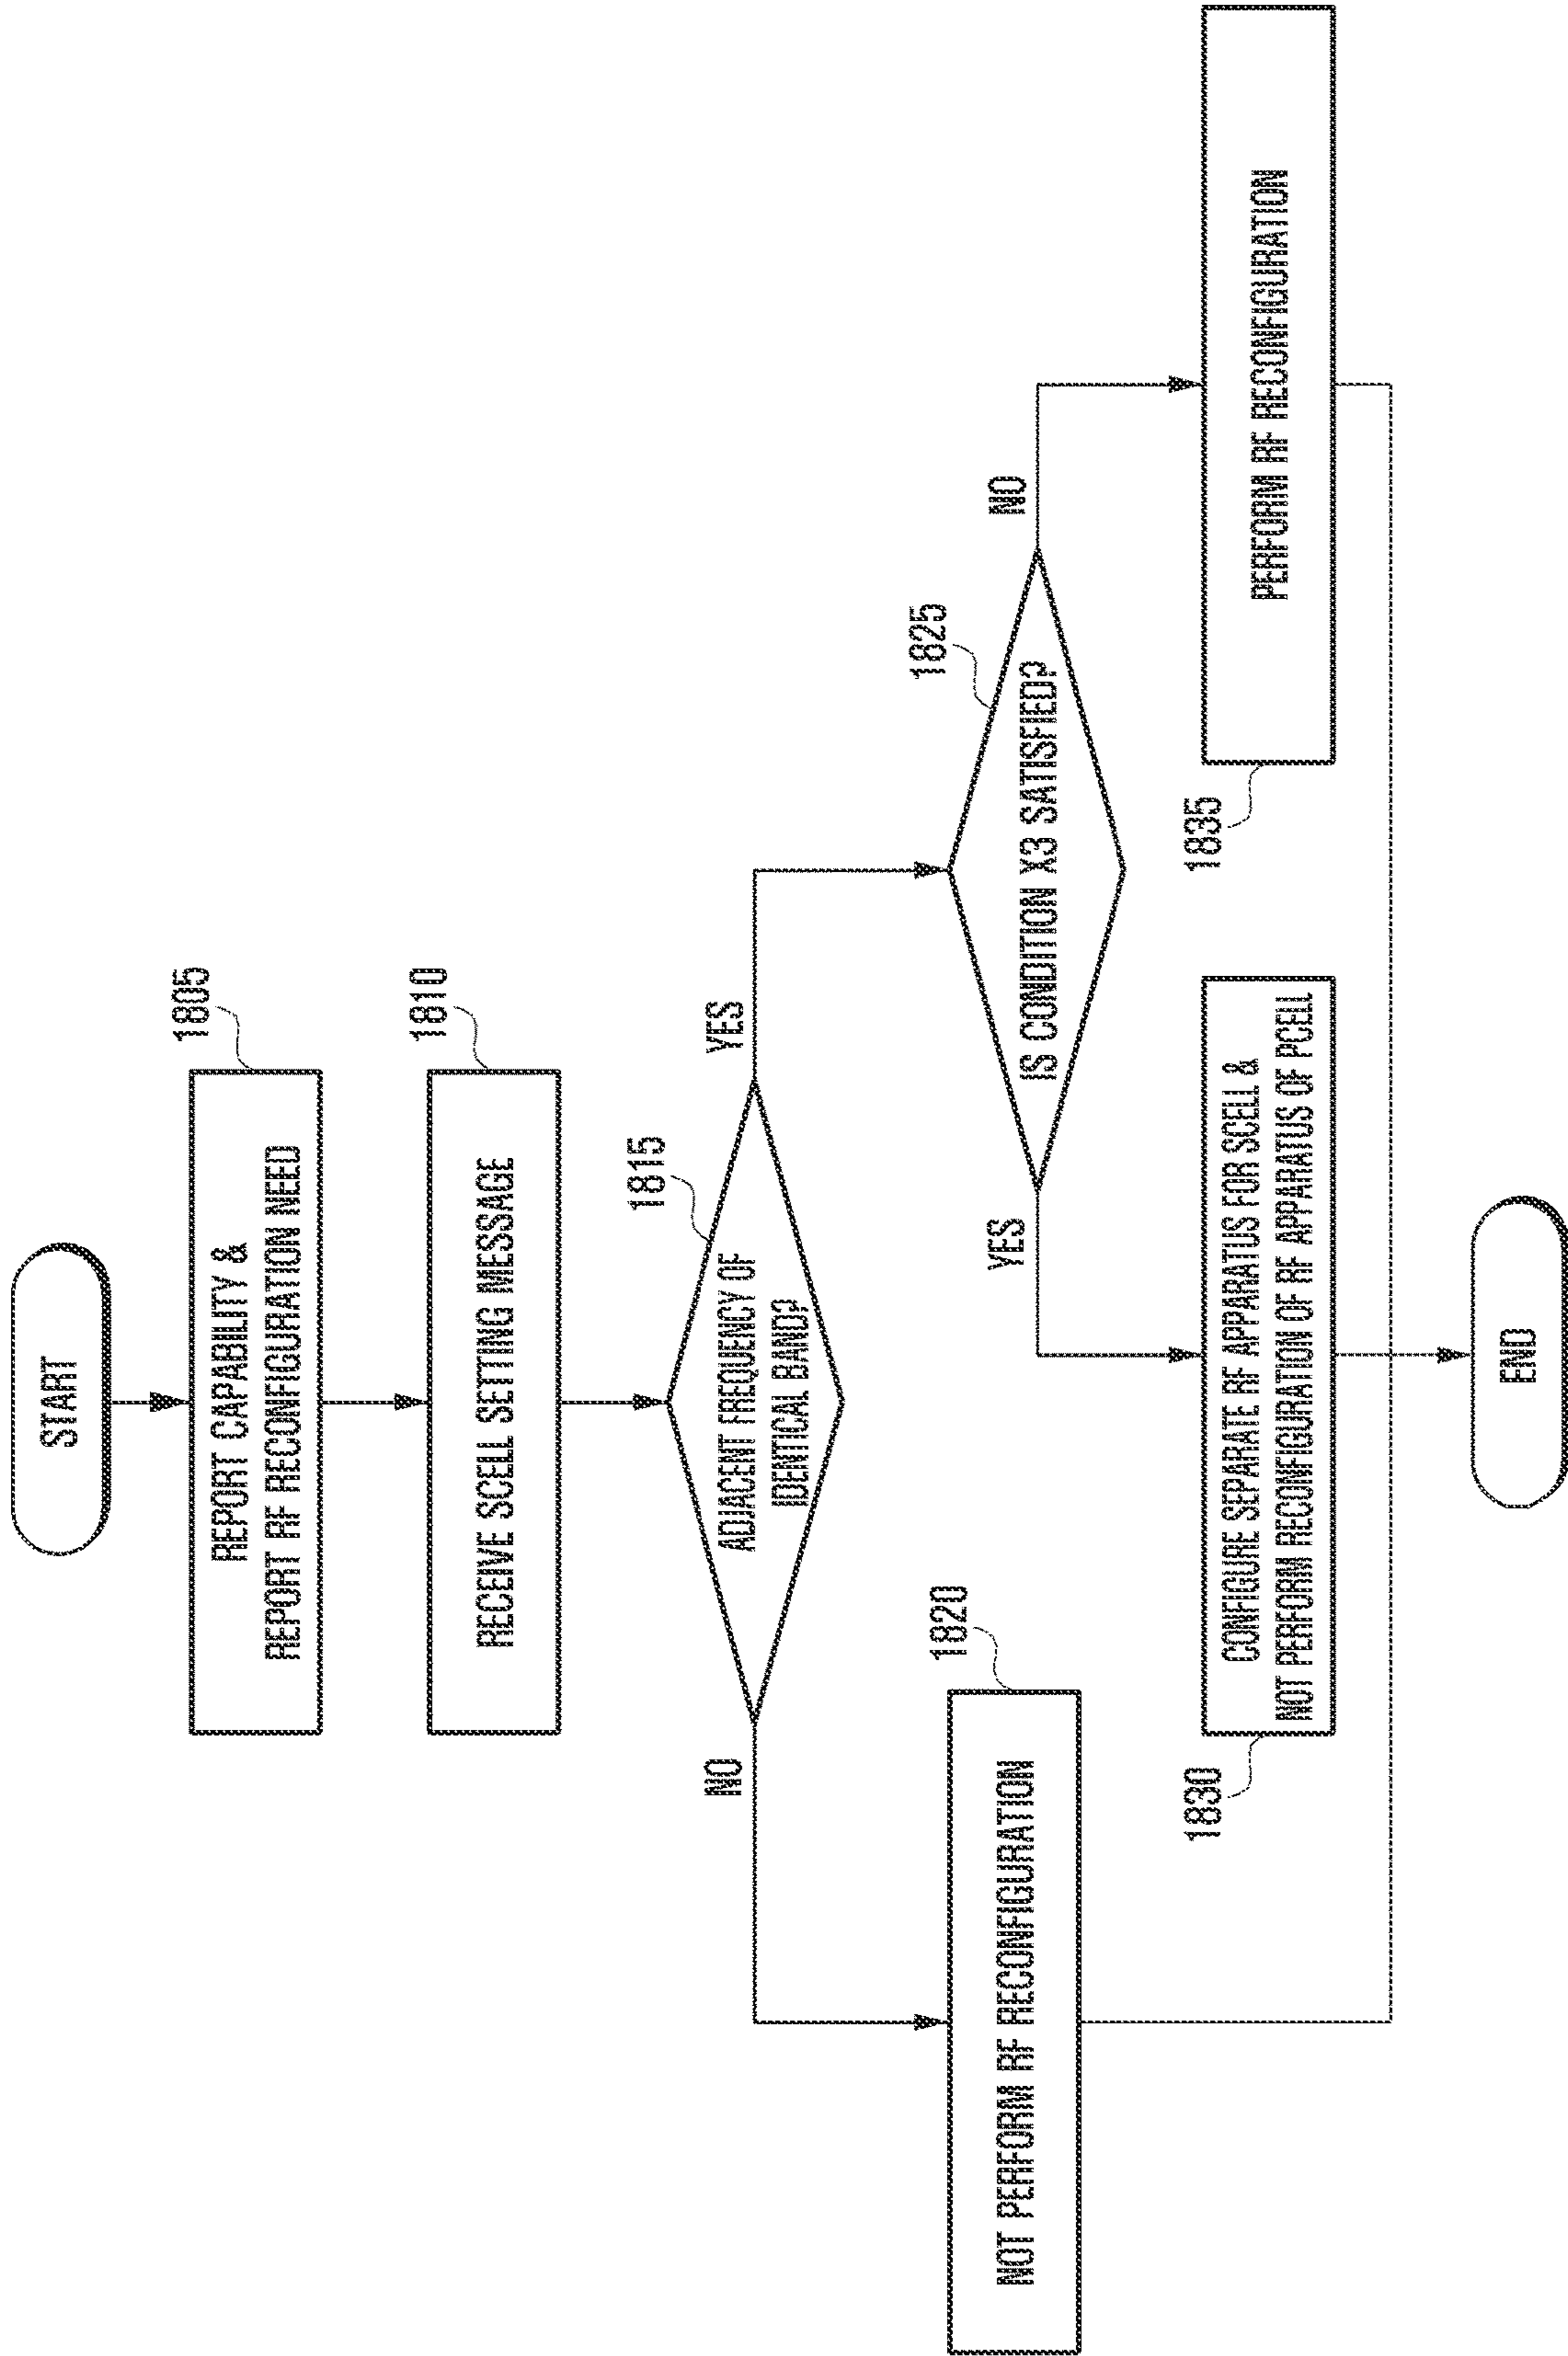 START
1805
REPORT CAPABILITY &
REPORT RF RECONFIGURATION NEED
1810
RECEIVE SCELL SETTING MESSAGE
1815
ADJACENT FREQUENCY OF
IDENTICAL BAND?
NO
YES
1820
NOT PERFORM RF RECONFIGURATION
1825
IS CONDITION X3 SATISFIED?
YES
NO
1830
CONFIGURE SEPARATE RF APPARATUS FOR SCELL &
NOT PERFORM RECONFIGURATION OF RF APPARATUS OF PCELL
1835
PERFORM RF RECONFIGURATION
END